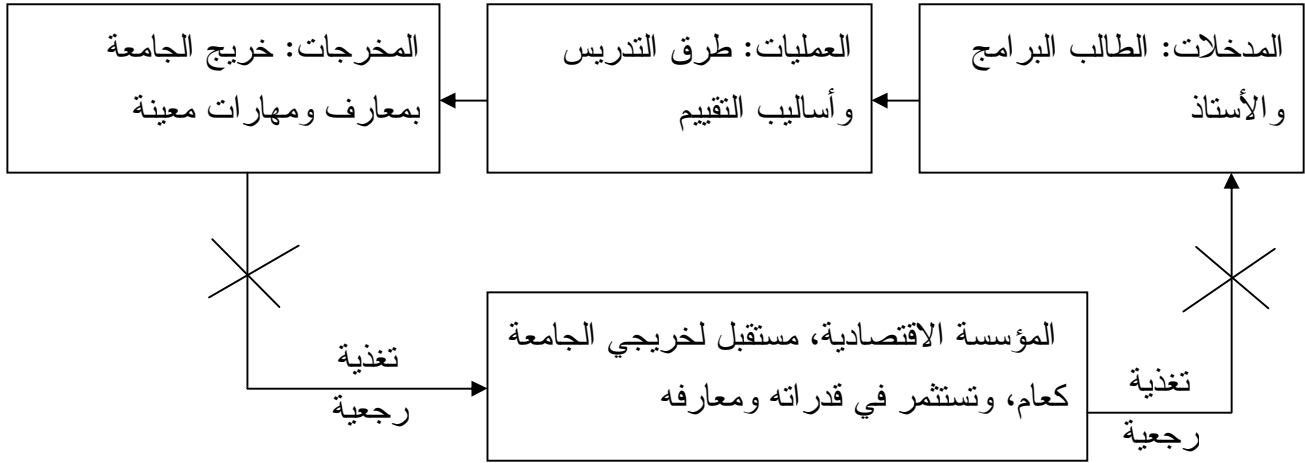 المدخلات: الطالب البرامج
والأستاذ
العمليات: طرق التدريس
وأساليب التقييم
المخرجات: خريج الجامعة
بمعارف ومهارات معينة
تغذية
رجعية
المؤسسة الاقتصادية، مستقبل لخريجي الجامعة
كعام، وتستثمر في قدراته ومعارفه
تغذية
رجعية